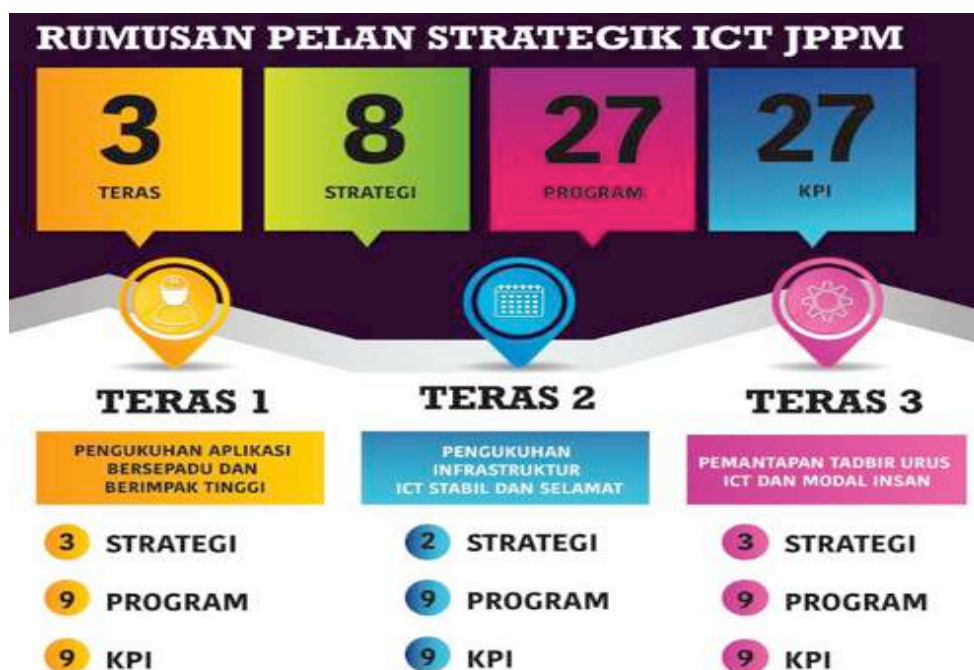 RUMUSAN PELAN STRATEGIK ICT JPPM
3
TERAS
8
STRATEGI
27
PROGRAM
27
KPI
TERAS 1
PENGUKUHAN APLIKASI
BERSEPADU DAN
BERIMPAK TINGGI
3 STRATEGI
9 PROGRAM
9 KPI
TERAS 2
PENGUKUHAN
INFRASTRUKTUR
ICT STABIL DAN SELAMAT
2 STRATEGI
9 PROGRAM
9 KPI
TERAS 3
PEMANTAPAN TADBIR URUS
ICT DAN MODAL INSAN
3 STRATEGI
9 PROGRAM
9 KPI